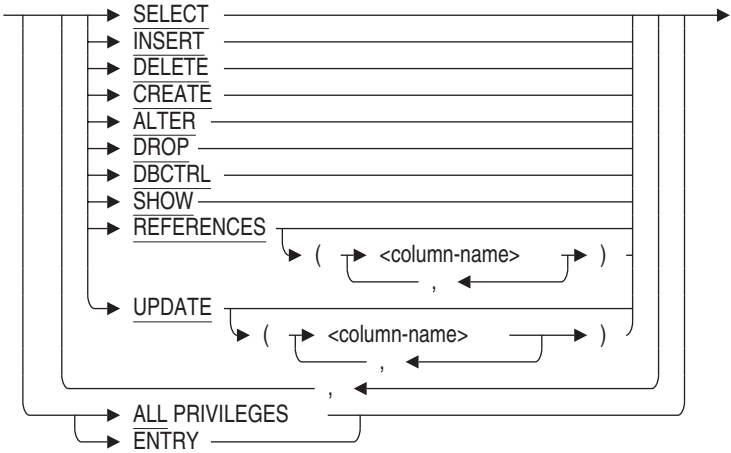 SELECT
INSERT
DELETE
CREATE
ALTER
DROP
DBCTRL
SHOW
REFERENCES
( <column-name> )
,
UPDATE
( <column-name> )
,
,
ALL PRIVILEGES
ENTRY